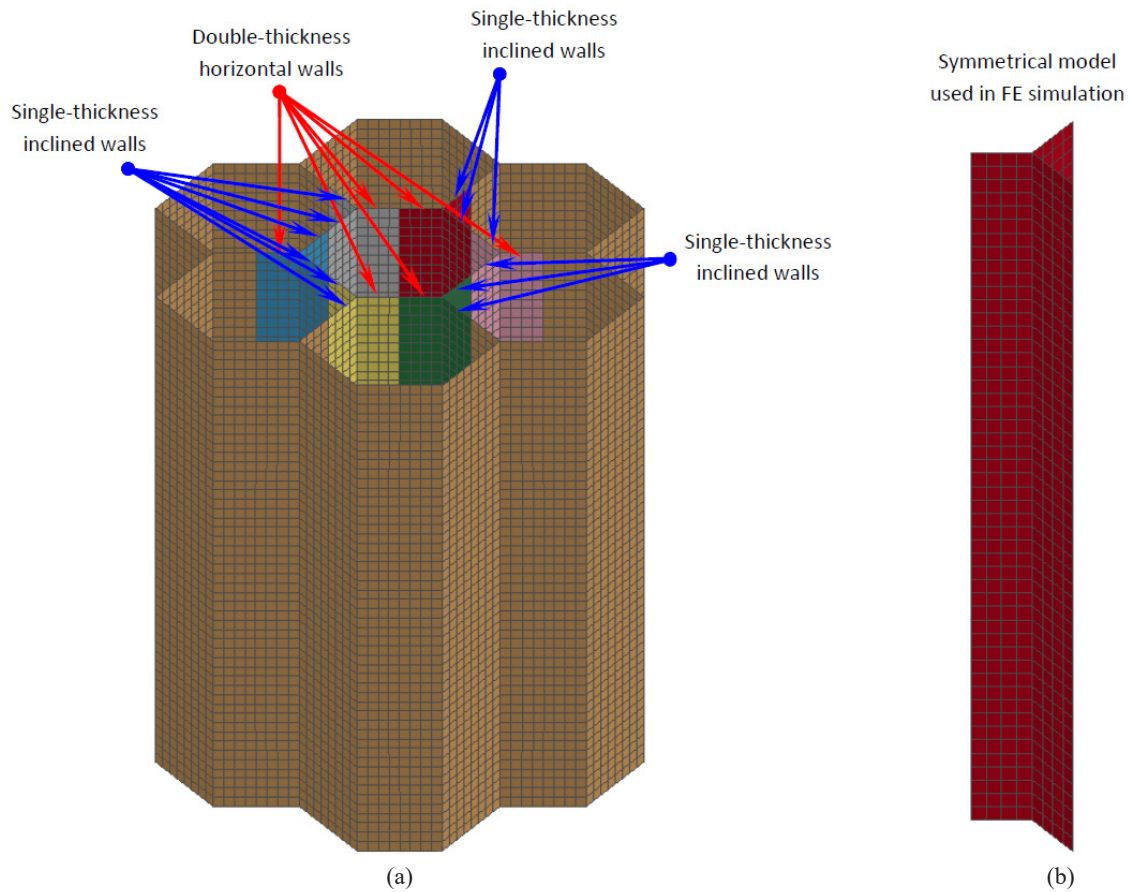 Single-thickness
inclined walls
Double-thickness
horizontal walls
Single-thickness
inclined walls
Single-thickness
inclined walls
Symmetrical model
used in FE simulation
(a)
(b)